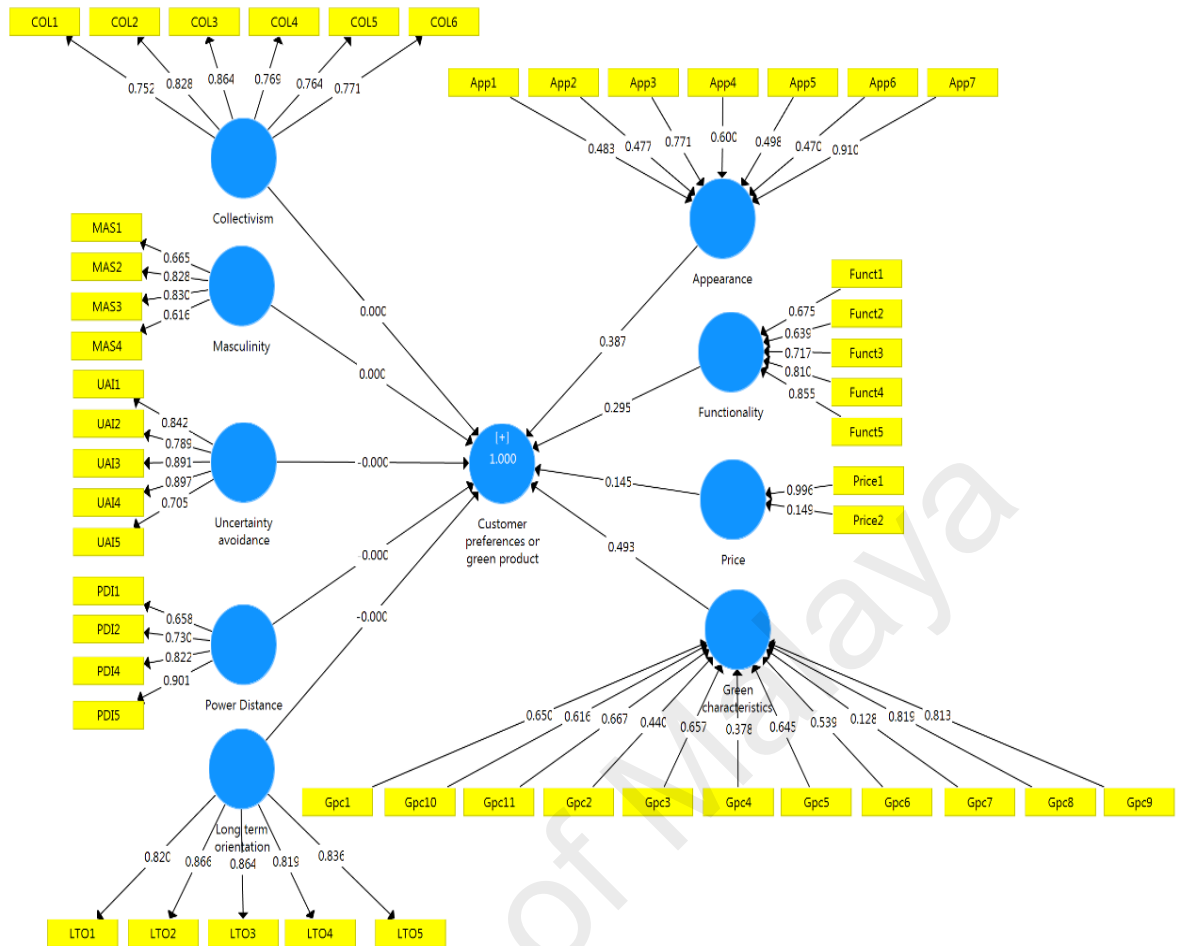 COL1 COL2 COL3 COL4 COL5 COL6
0.752 0.828 0.864 0.769 0.764 0.771
Collectivism
App1 App2 App3 App4 App5 App6 App7
0.483 0.477 0.771 0.600 0.498 0.470 0.910
Appearance
MAS1
MAS2
MAS3
MAS4
0.665
0.828
0.830
0.616
Masculinity
0.000
0.000
0.387
Funct1
Funct2
Funct3
Funct4
Funct5
0.675
0.639
0.717
0.810
0.855
Functionality
0.295
UAI1
UAI2
UAI3
UAI4
UAI5
0.842
0.789
0.891
0.897
0.705
Uncertainty
avoidance
-0.000
[+]
1.000
Customer
preferences or
green product
0.145
Price1
Price2
0.996
0.149
Price
PDI1
PDI2
PDI4
PDI5
0.658
0.730
0.822
0.901
Power Distance
-0.000
-0.000
0.493
Green
characteristics
0.650 0.616 0.667 0.440 0.657 0.378 0.645 0.539 0.128 0.819 0.813
Gpc1 Gpc10 Gpc11 Gpc2 Gpc3 Gpc4 Gpc5 Gpc6 Gpc7 Gpc8 Gpc9
Long term
orientation
0.820 0.866 0.864 0.819 0.836
LTO1 LTO2 LTO3 LTO4 LTO5
of Malaya